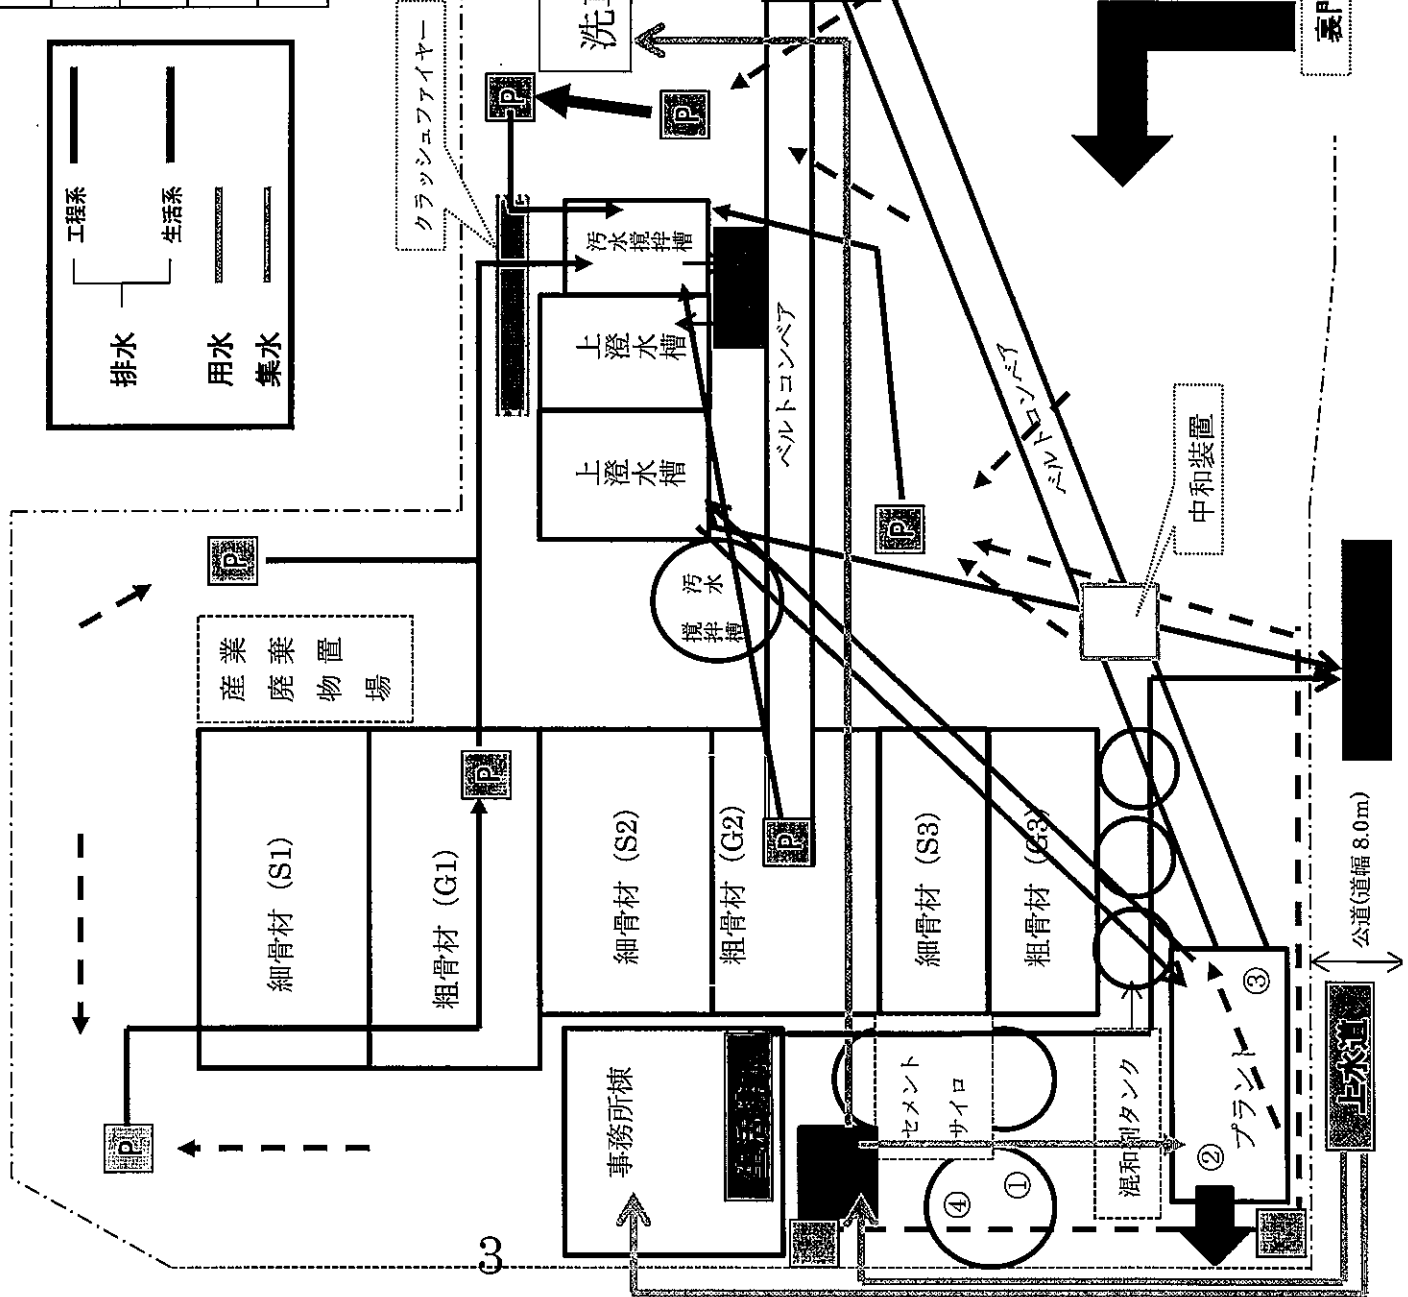 工程系
生活系
排水
用水
集水
クラッシュファイヤー
洗
裏門
P
P
P
汚水攪拌槽
上澄水槽
上澄水槽
汚水攪拌槽
ベルトコンベア
ベルトコンベイ
P
中和装置
産業廃棄物置場
細骨材 (S1)
粗骨材 (G1)
P
細骨材 (S2)
粗骨材 (G2)
P
細骨材 (S3)
粗骨材 (G3)
P
事務所棟
セメントサイロ
①
④
混和剤タンク
プラント
②
③
上水道
公道(道幅 8.0m)
3